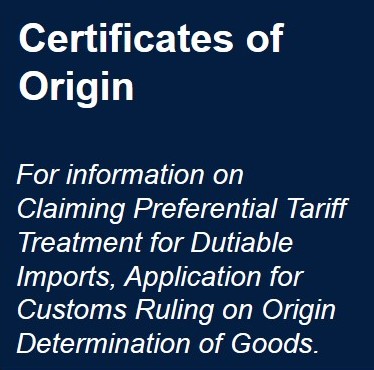 Certificates of
Origin
For information on
Claiming Preferential Tariff
Treatment for Dutiable
Imports, Application for
Customs Ruling on Origin
Determination of Goods.